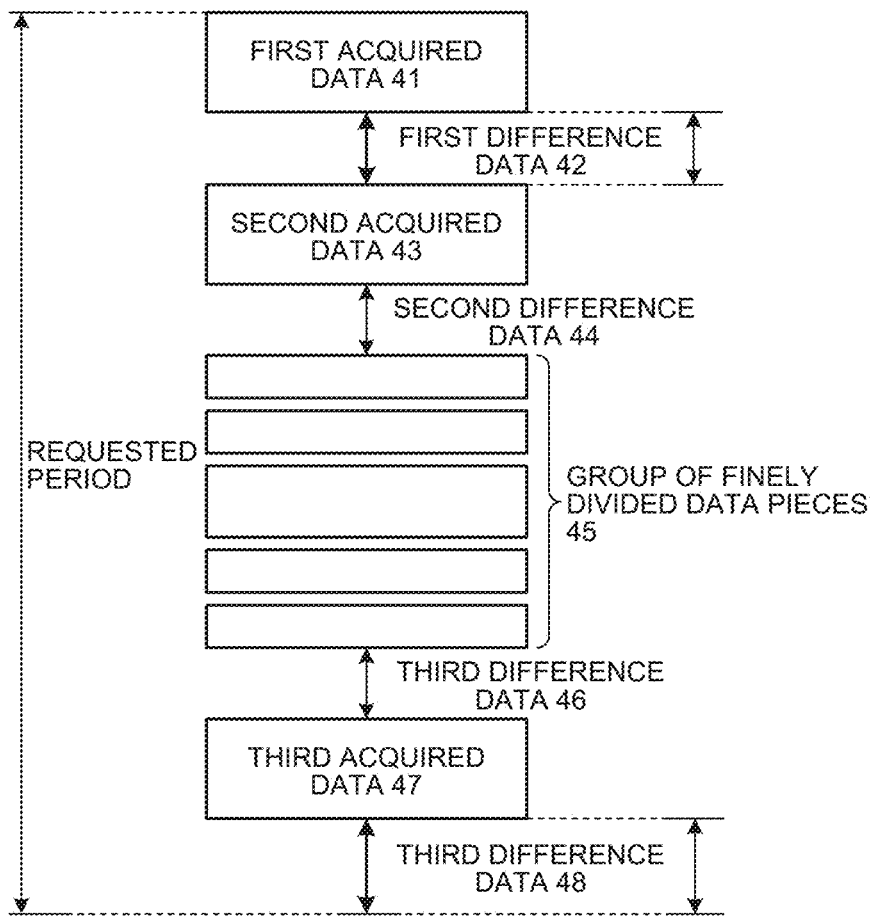 FIRST ACQUIRED
DATA 41
FIRST DIFFERENCE
DATA 42
SECOND ACQUIRED
DATA 43
SECOND DIFFERENCE
DATA 44
REQUESTED
PERIOD
GROUP OF FINELY
DIVIDED DATA PIECES
45
THIRD DIFFERENCE
DATA 46
THIRD ACQUIRED
DATA 47
THIRD DIFFERENCE
DATA 48